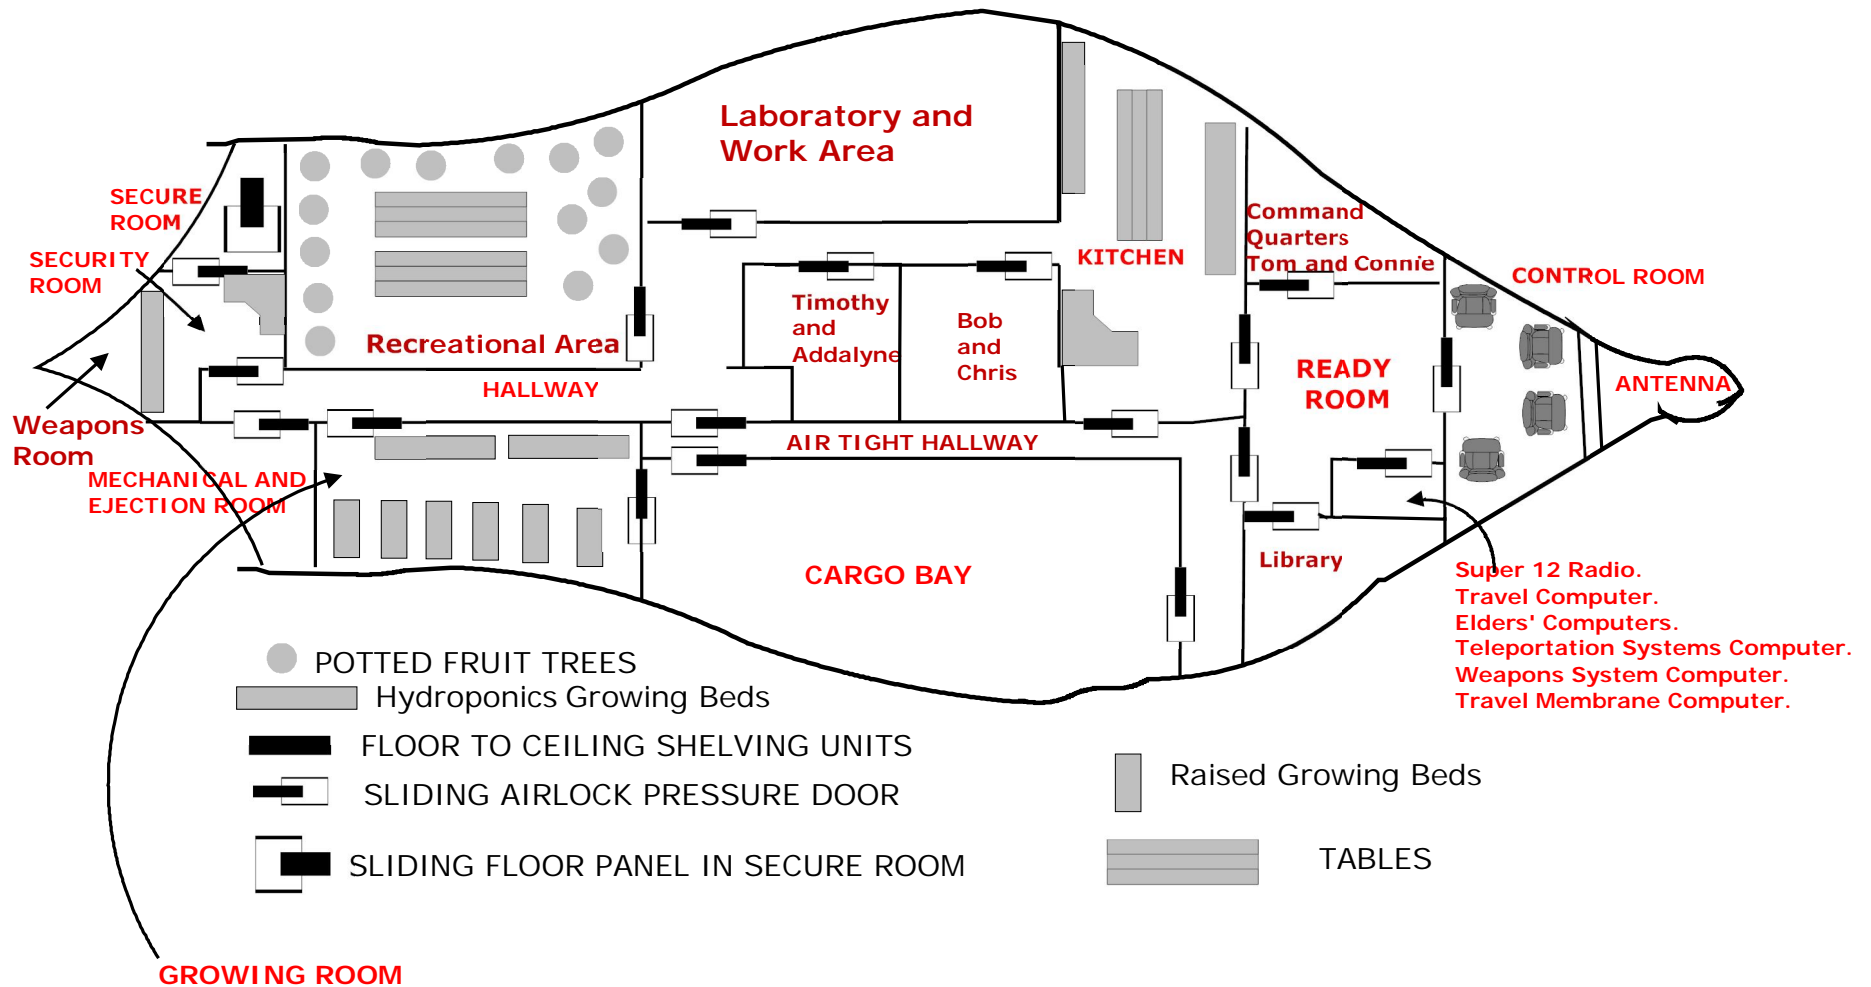 Laboratory and
Work Area
SECURE
ROOM
SECURITY
ROOM
Command
Quarters
Tom and Connie
KITCHEN
CONTROL ROOM
Timothy
and
Addalyne
Bob
and
Chris
Recreational Area
READY
ROOM
ANTENNA
HALLWAY
Weapons
Room
AIR TIGHT HALLWAY
MECHANICAL AND
EJECTION ROOM
CARGO BAY
Library
Super 12 Radio.
Travel Computer.
Elders' Computers.
Teleportation Systems Computer.
Weapons System Computer.
Travel Membrane Computer.
POTTED FRUIT TREES
Hydroponics Growing Beds
FLOOR TO CEILING SHELVING UNITS
SLIDING AIRLOCK PRESSURE DOOR
SLIDING FLOOR PANEL IN SECURE ROOM
Raised Growing Beds
TABLES
GROWING ROOM